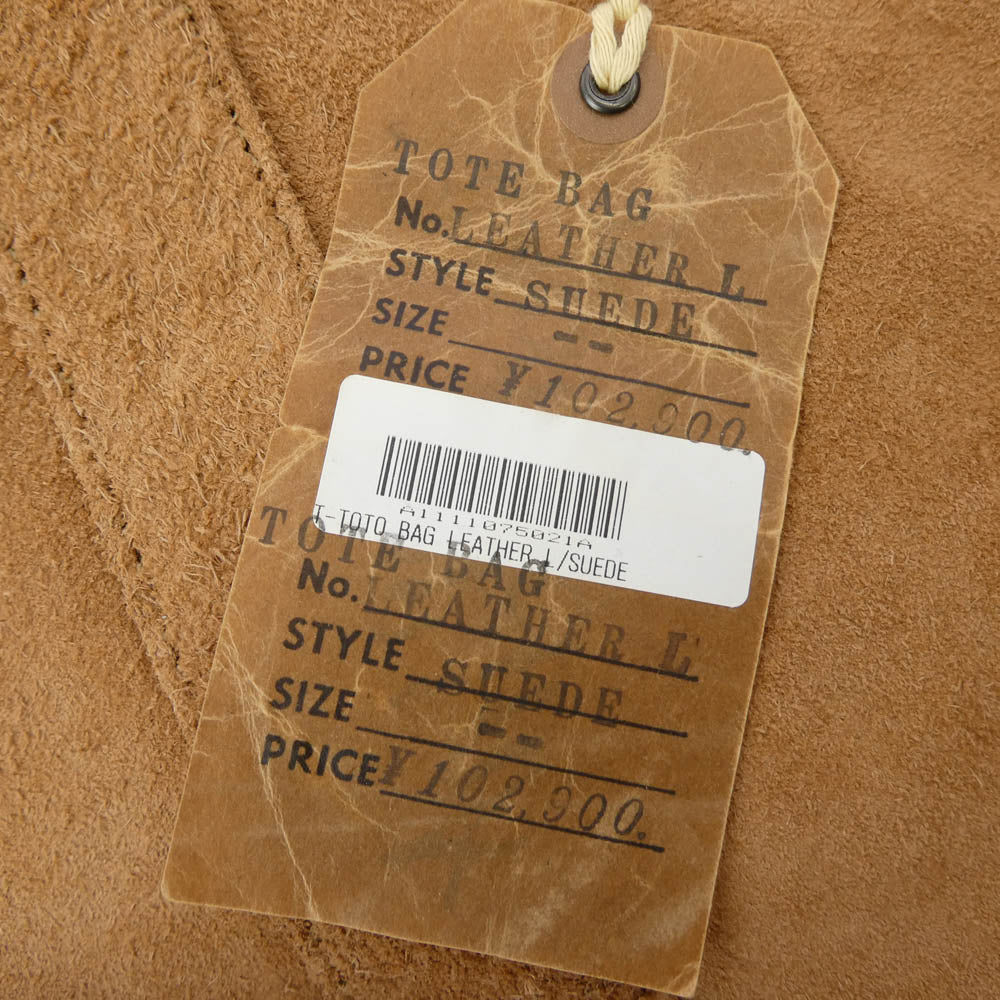 TOTE BAG
No. LEATHER L
STYLE SUEDE
SIZE --
PRICE ¥102,900.
A1111075021A
T-TOTO BAG LEATHER L/SUEDE
TOTE BAG
No. LEATHER L
STYLE SUEDE
SIZE --
PRICE ¥102,900.